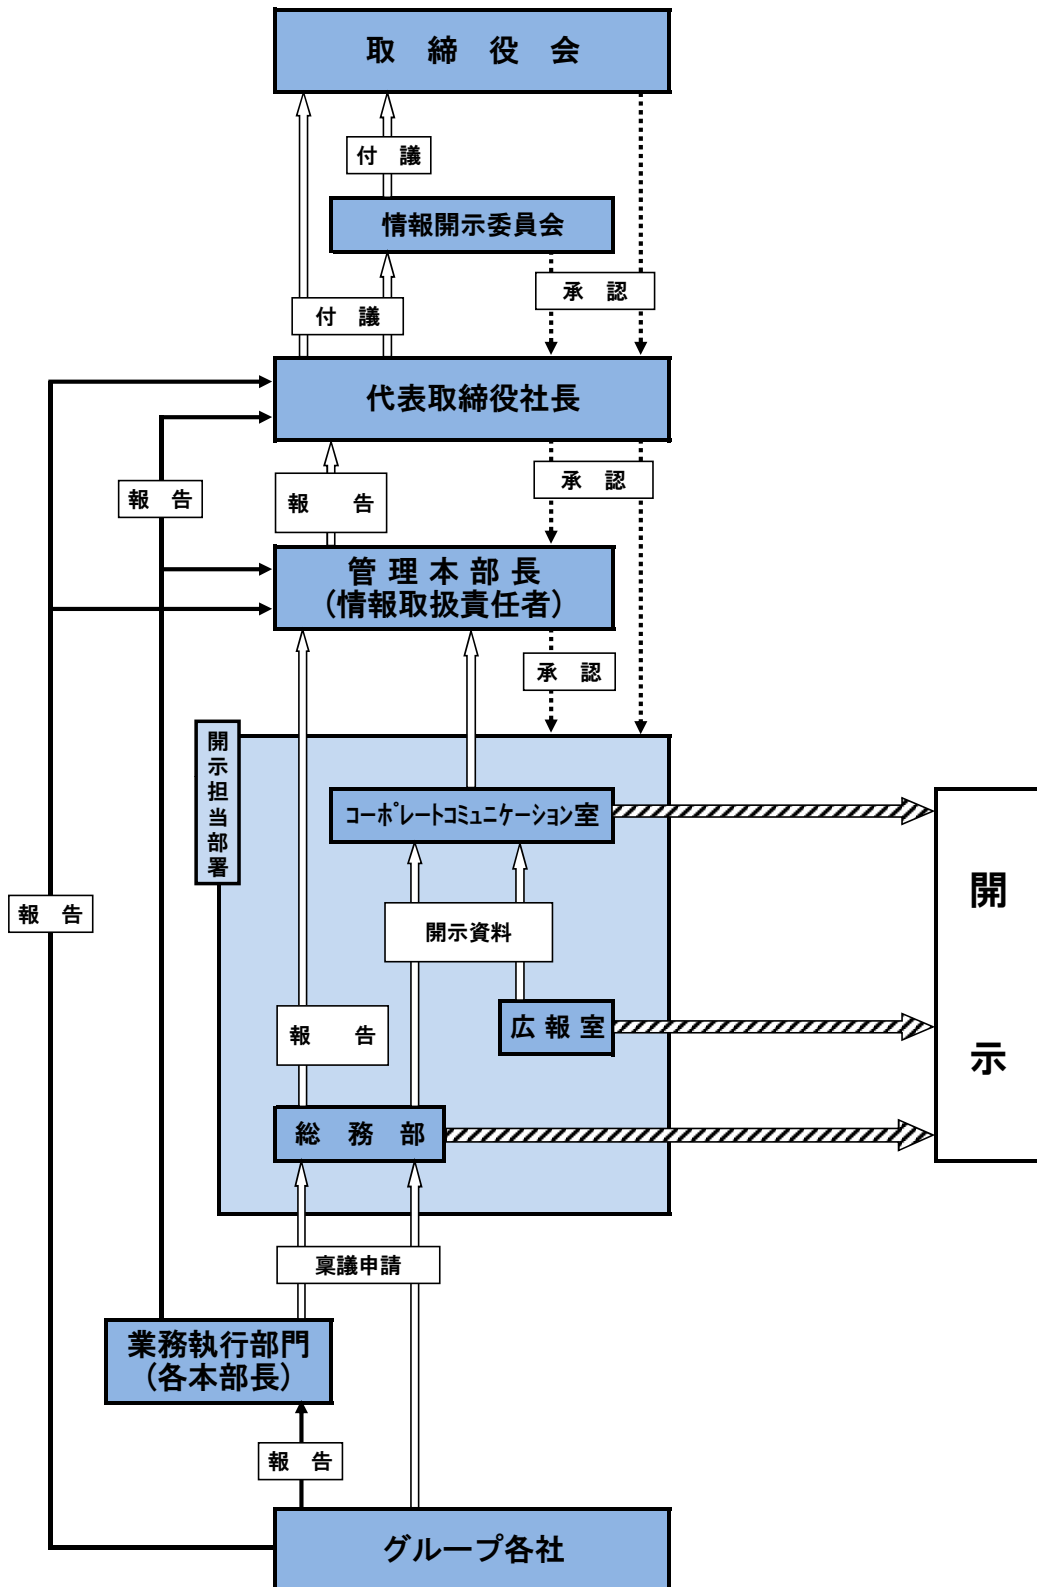 取締役会
付議
情報開示委員会
承認
付議
代表取締役社長
承認
報告
報告
管理本部長
（情報取扱責任者）
承認
開示担当部署
コーポレートコミュニケーション室
開示
報告
開示資料
広報室
報告
総務部
稟議申請
業務執行部門
（各本部長）
報告
グループ各社